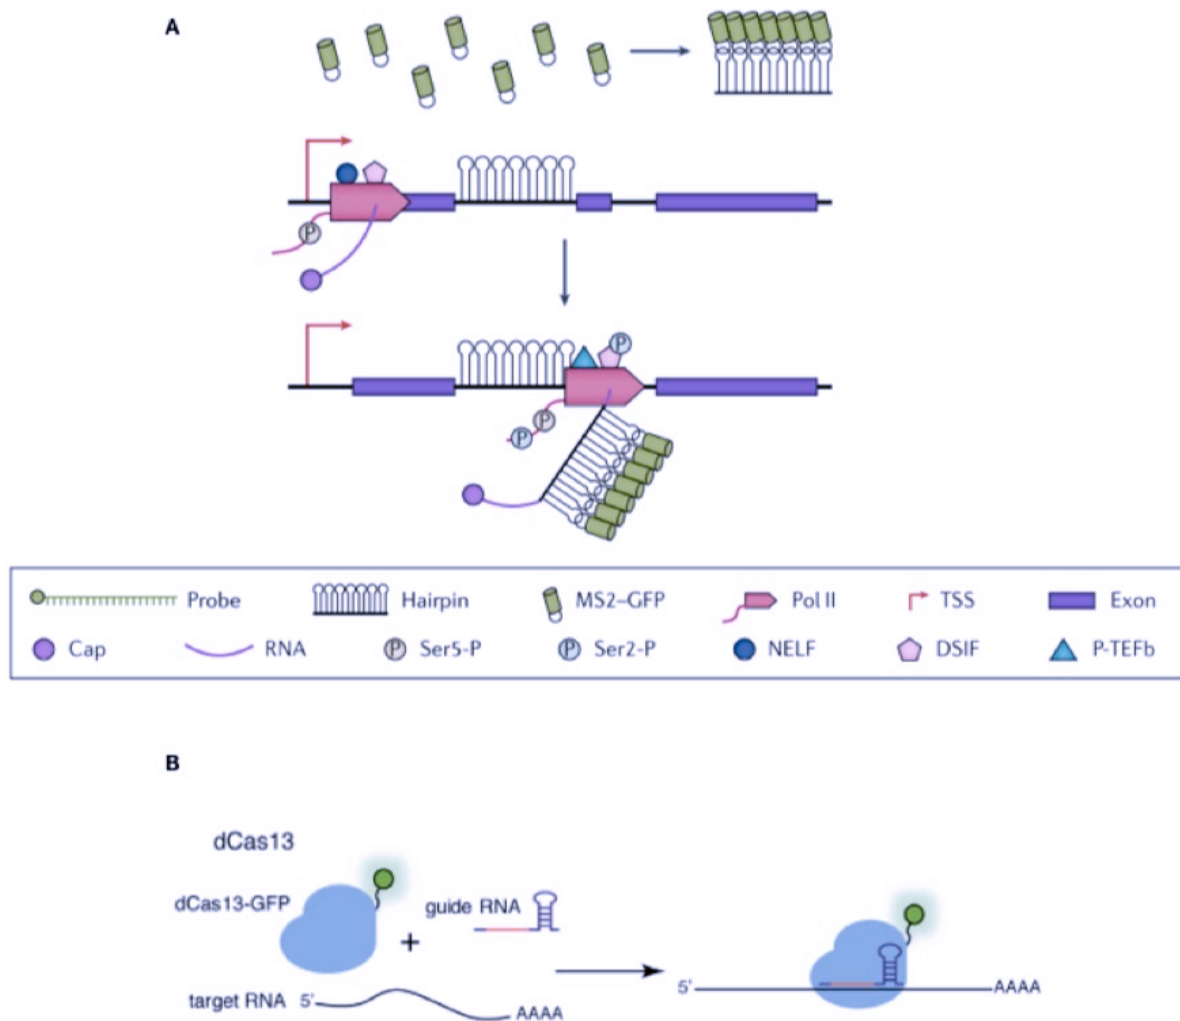 A
P
P
P
P
Probe
Hairpin
MS2–GFP
Pol II
TSS
Exon
Cap
RNA
P Ser5-P
P Ser2-P
NELF
DSIF
P-TEFb
B
dCas13
dCas13-GFP
guide RNA
+
target RNA 5' AAAA
5' AAAA